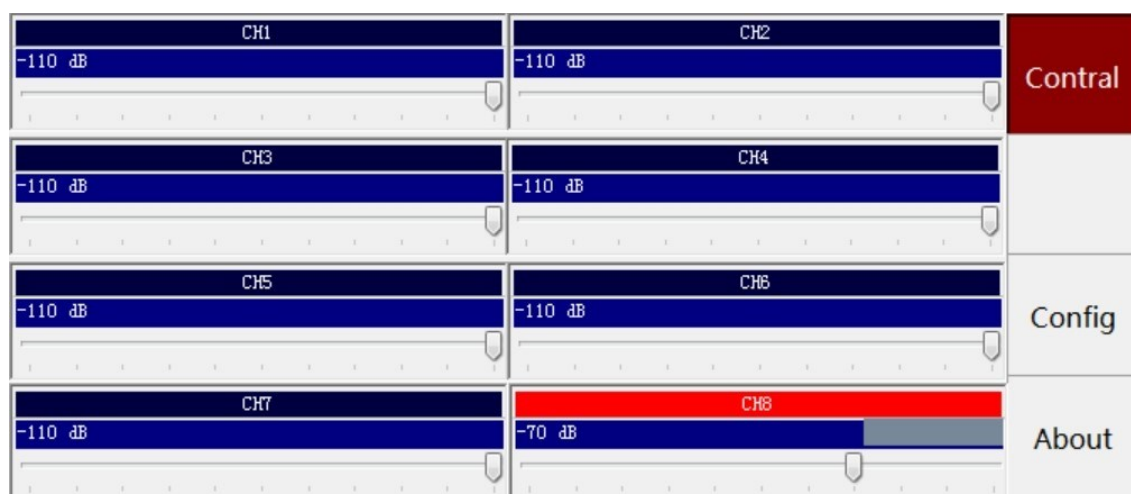 CH1
CH2
-110 dB
-110 dB
Contral
CH3
CH4
-110 dB
-110 dB
CH5
CH6
-110 dB
-110 dB
Config
CH7
CH8
-110 dB
-70 dB
About